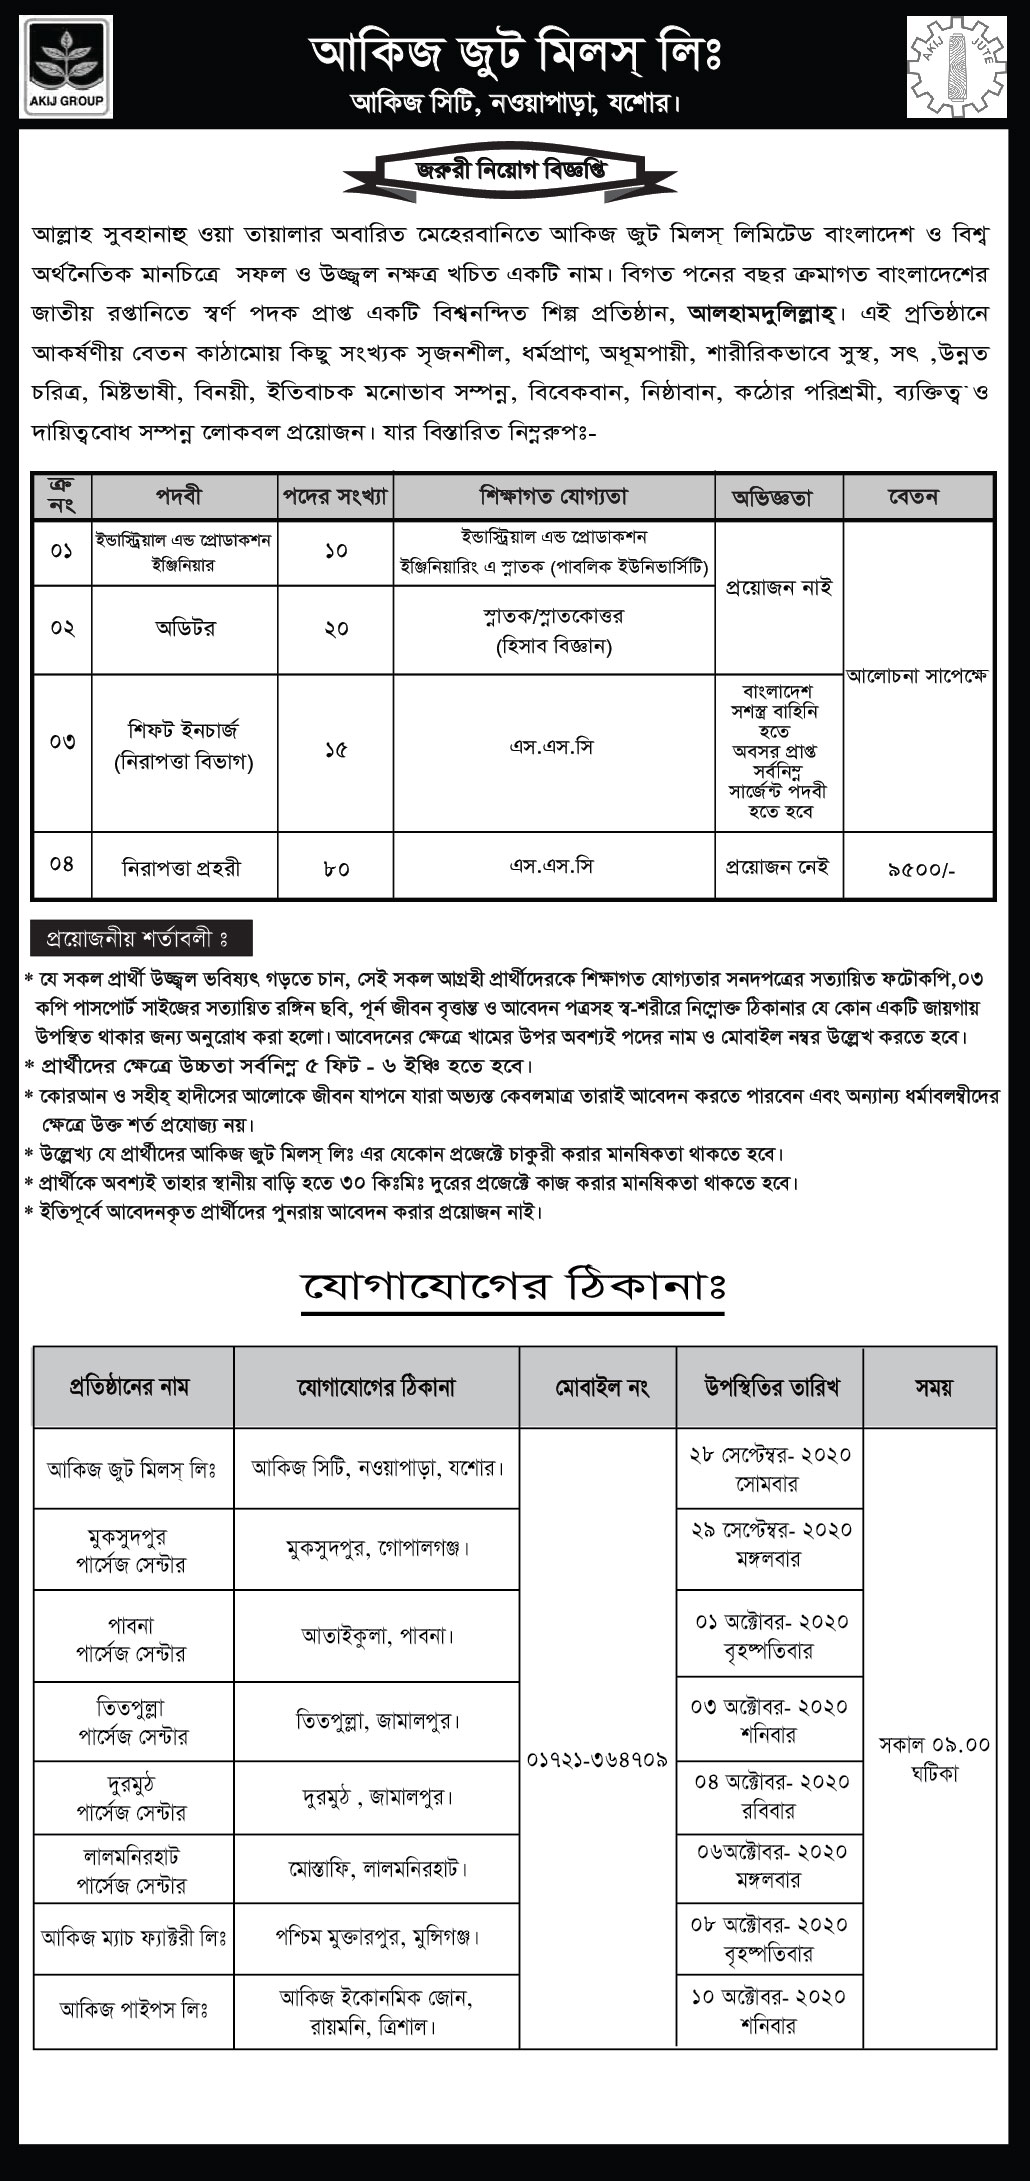 AKIJ GROUP
আকিজ জুট মিলস্ লিঃ
আকিজ সিটি, নওয়াপাড়া, যশোর।
AKIJ JUTE
জরুরী নিয়োগ বিজ্ঞপ্তি
আল্লাহ সুবহানাহু ওয়া তায়ালার অবারিত মেহেরবানিতে আকিজ জুট মিলস্ লিমিটেড বাংলাদেশ ও বিশ্ব
অর্থনৈতিক মানচিত্রে সফল ও উজ্জ্বল নক্ষত্র খচিত একটি নাম। বিগত পনের বছর ক্রমাগত বাংলাদেশের
জাতীয় রপ্তানিতে স্বর্ণ পদক প্রাপ্ত একটি বিশ্বনন্দিত শিল্প প্রতিষ্ঠান, আলহামদুলিল্লাহ্। এই প্রতিষ্ঠানে
আকর্ষণীয় বেতন কাঠামোয় কিছু সংখ্যক সৃজনশীল, ধর্মপ্রাণ, অধূমপায়ী, শারীরিকভাবে সুস্থ, সৎ ,উন্নত
চরিত্র, মিষ্টভাষী, বিনয়ী, ইতিবাচক মনোভাব সম্পন্ন, বিবেকবান, নিষ্ঠাবান, কঠোর পরিশ্রমী, ব্যক্তিত্ব` ও
দায়িত্ববোধ সম্পন্ন লোকবল প্রয়োজন। যার বিস্তারিত নিম্নরুপঃ-
ক্র নং পদবী পদের সংখ্যা শিক্ষাগত যোগ্যতা অভিজ্ঞতা বেতন
০১ ইন্ডাস্ট্রিয়াল এন্ড প্রোডাকশন ইঞ্জিনিয়ার ১০ ইন্ডাস্ট্রিয়াল এন্ড প্রোডাকশন
ইঞ্জিনিয়ারিং এ স্নাতক (পাবলিক ইউনিভার্সিটি)
প্রয়োজন নাই
০২ অডিটর ২০ স্নাতক/স্নাতকোত্তর
(হিসাব বিজ্ঞান)
আলোচনা সাপেক্ষে
০৩ শিফট ইনচার্জ
(নিরাপত্তা বিভাগ)
১৫ এস.এস.সি
বাংলাদেশ
সশস্ত্র বাহিনি
হতে
অবসর প্রাপ্ত
সর্বনিম্ন
সার্জেন্ট পদবী
হতে হবে
০৪ নিরাপত্তা প্রহরী ৮০ এস.এস.সি প্রয়োজন নেই ৯৫০০/-
প্রয়োজনীয় শর্তাবলী ঃ
* যে সকল প্রার্থী উজ্জ্বল ভবিষ্যৎ গড়তে চান, সেই সকল আগ্রহী প্রার্থীদেরকে শিক্ষাগত যোগ্যতার সনদপত্রের সত্যায়িত ফটোকপি,০৩
কপি পাসপোর্ট সাইজের সত্যায়িত রঙ্গিন ছবি, পূর্ন জীবন বৃত্তান্ত ও আবেদন পত্রসহ স্ব-শরীরে নিম্নোক্ত ঠিকানার যে কোন একটি জায়গায়
উপস্থিত থাকার জন্য অনুরোধ করা হলো। আবেদনের ক্ষেত্রে খামের উপর অবশ্যই পদের নাম ও মোবাইল নম্বর উল্লেখ করতে হবে।
* প্রার্থীদের ক্ষেত্রে উচ্চতা সর্বনিম্ন ৫ ফিট - ৬ ইঞ্চি হতে হবে।
* কোরআন ও সহীহ্ হাদীসের আলোকে জীবন যাপনে যারা অভ্যস্ত কেবলমাত্র তারাই আবেদন করতে পারবেন এবং অন্যান্য ধর্মাবলম্বীদের
ক্ষেত্রে উক্ত শর্ত প্রযোজ্য নয়।
* উল্লেখ্য যে প্রার্থীদের আকিজ জুট মিলস্ লিঃ এর যেকোন প্রজেক্টে চাকুরী করার মানষিকতা থাকতে হবে।
* প্রার্থীকে অবশ্যই তাহার স্থানীয় বাড়ি হতে ৩০ কিঃমিঃ দুরের প্রজেক্টে কাজ করার মানষিকতা থাকতে হবে।
* ইতিপূর্বে আবেদনকৃত প্রার্থীদের পুনরায় আবেদন করার প্রয়োজন নাই।
যোগাযোগের ঠিকানাঃ
প্রতিষ্ঠানের নাম যোগাযোগের ঠিকানা মোবাইল নং উপস্থিতির তারিখ সময়
আকিজ জুট মিলস্ লিঃ আকিজ সিটি, নওয়াপাড়া, যশোর। ২৮ সেপ্টেম্বর- ২০২০
সোমবার
মুকসুদপুর
পার্সেজ সেন্টার
মুকসুদপুর, গোপালগঞ্জ। ২৯ সেপ্টেম্বর- ২০২০
মঙ্গলবার
পাবনা
পার্সেজ সেন্টার
আতাইকুলা, পাবনা। ০১ অক্টোবর- ২০২০
বৃহষ্পতিবার
তিতপুল্লা
পার্সেজ সেন্টার
তিতপুল্লা, জামালপুর। ০৩ অক্টোবর- ২০২০
শনিবার
০১৭২১-৩৬৪৭০৯
সকাল ০৯.০০
ঘটিকা
দুরমুঠ
পার্সেজ সেন্টার
দুরমুঠ , জামালপুর। ০৪ অক্টোবর- ২০২০
রবিবার
লালমনিরহাট
পার্সেজ সেন্টার
মোস্তাফি, লালমনিরহাট। ০৬অক্টোবর- ২০২০
মঙ্গলবার
আকিজ ম্যাচ ফ্যাক্টরী লিঃ পশ্চিম মুক্তারপুর, মুন্সিগঞ্জ। ০৮ অক্টোবর- ২০২০
বৃহষ্পতিবার
আকিজ পাইপস লিঃ আকিজ ইকোনমিক জোন,
রায়মনি, ত্রিশাল।
১০ অক্টোবর- ২০২০
শনিবার